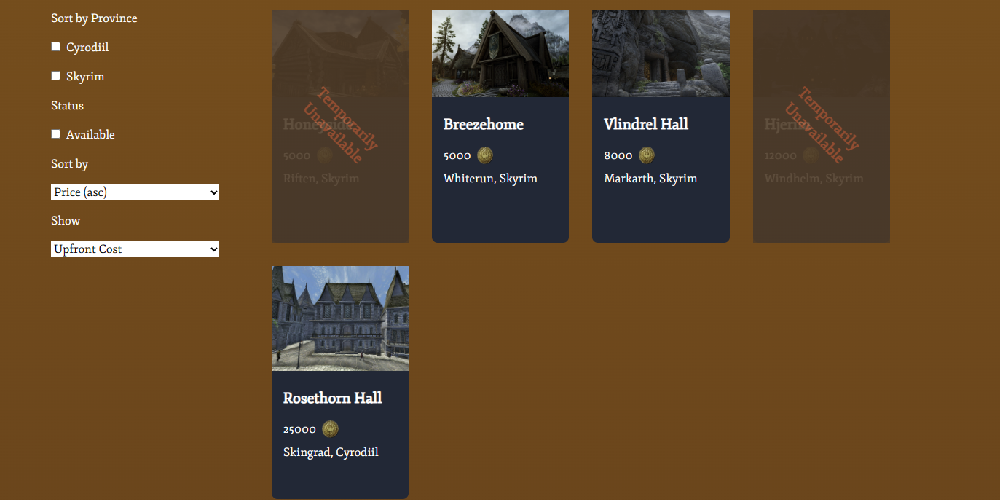 Sort by Province
Cyrodiil
Skyrim
Status
Available
Sort by
Price (asc)
Show
Upfront Cost
Honeyside
5000
Riften, Skyrim
Temporarily
Unavailable
Breezehome
5000
Whiterun, Skyrim
Vlindrel Hall
8000
Markarth, Skyrim
Hjerim
12000
Windhelm, Skyrim
Temporarily
Unavailable
Rosethorn Hall
25000
Skingrad, Cyrodiil